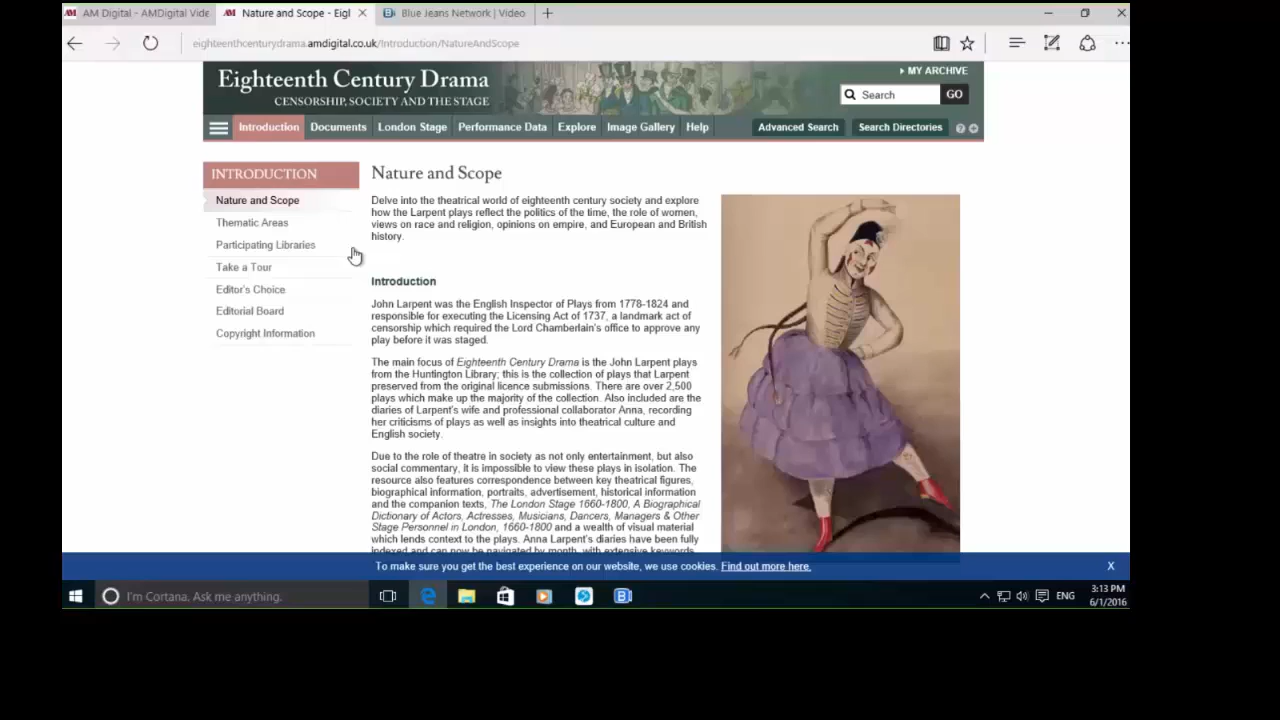 AM AM Digital - AMDigital Vide AM Nature and Scope - Eigl Blue Jeans Network | Video
eighteenthcenturydrama.amdigital.co.uk/Introduction/NatureAndScope
Eighteenth Century Drama
CENSORSHIP, SOCIETY AND THE STAGE
MY ARCHIVE
Search GO
Introduction Documents London Stage Performance Data Explore Image Gallery Help Advanced Search Search Directories
INTRODUCTION
Nature and Scope
Thematic Areas
Participating Libraries
Take a Tour
Editor's Choice
Editorial Board
Copyright Information
Nature and Scope
Delve into the theatrical world of eighteenth century society and explore
how the Larpent plays reflect the politics of the time, the role of women,
views on race and religion, opinions on empire, and European and British
history.
Introduction
John Larpent was the English Inspector of Plays from 1778-1824 and
responsible for executing the Licensing Act of 1737, a landmark act of
censorship which required the Lord Chamberlain's office to approve any
play before it was staged.
The main focus of Eighteenth Century Drama is the John Larpent plays
from the Huntington Library; this is the collection of plays that Larpent
preserved from the original licence submissions. There are over 2,500
plays which make up the majority of the collection. Also included are the
diaries of Larpent's wife and professional collaborator Anna, recording
her criticisms of plays as well as insights into theatrical culture and
English society.
Due to the role of theatre in society as not only entertainment, but also
social commentary, it is impossible to view these plays in isolation. The
resource also features correspondence between key theatrical figures,
biographical information, portraits, advertisement, historical information
and the companion texts, The London Stage 1660-1800, A Biographical
Dictionary of Actors, Actresses, Musicians, Dancers, Managers & Other
Stage Personnel in London, 1660-1800 and a wealth of visual material
which lends context to the plays. Anna Larpent's diaries have been fully
indexed and can now be navigated by month, with extensive keywords
To make sure you get the best experience on our website, we use cookies. Find out more here. X
I'm Cortana. Ask me anything. ENG 3:13 PM
6/1/2016